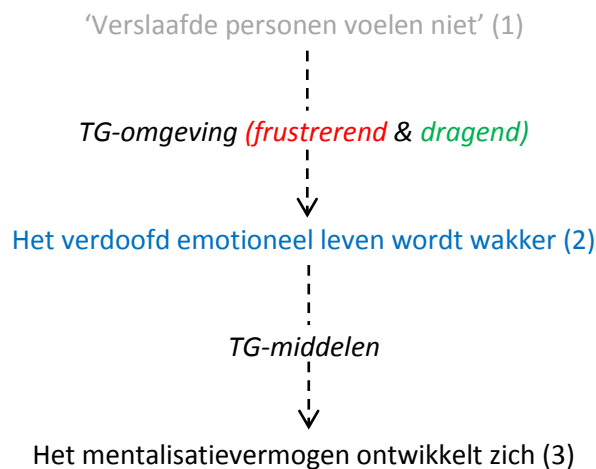 ‘Verslaafde personen voelen niet’ (1)
TG-omgeving (frustrerend & dragend)
Het verdoofd emotioneel leven wordt wakker (2)
TG-middelen
Het mentalisatievermogen ontwikkelt zich (3)